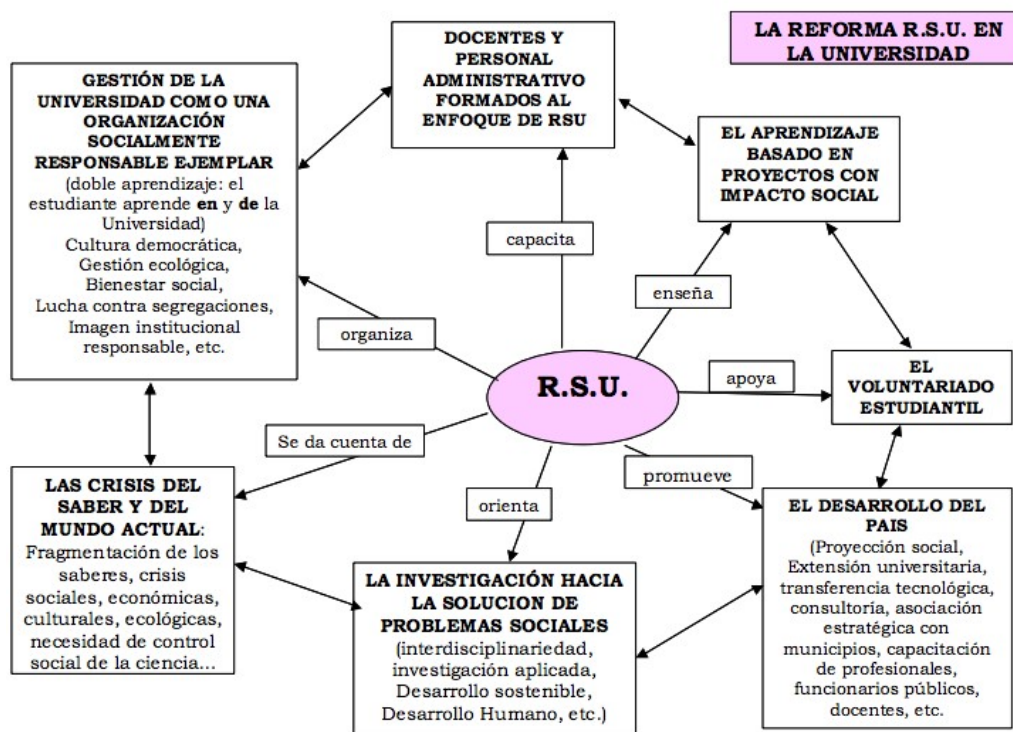 LA REFORMA R.S.U. EN
LA UNIVERSIDAD
DOCENTES Y
PERSONAL
ADMINISTRATIVO
FORMADOS AL
ENFOQUE DE RSU
GESTIÓN DE LA
UNIVERSIDAD COMO UNA
ORGANIZACIÓN
SOCIALMENTE
RESPONSABLE EJEMPLAR
(doble aprendizaje: el
estudiante aprende en y de la
Universidad)
Cultura democrática,
Gestión ecológica,
Bienestar social,
Lucha contra segregaciones,
Imagen institucional
responsable, etc.
EL APRENDIZAJE
BASADO EN
PROYECTOS CON
IMPACTO SOCIAL
capacita
enseña
organiza
R.S.U.
apoya
EL
VOLUNTARIADO
ESTUDIANTIL
Se da cuenta de
promueve
orienta
LAS CRISIS DEL
SABER Y DEL
MUNDO ACTUAL:
Fragmentación de los
saberes, crisis
sociales, económicas,
culturales, ecológicas,
necesidad de control
social de la ciencia...
LA INVESTIGACIÓN HACIA
LA SOLUCION DE
PROBLEMAS SOCIALES
(interdisciplinariedad,
investigación aplicada,
Desarrollo sostenible,
Desarrollo Humano, etc.)
EL DESARROLLO DEL
PAIS
(Proyección social,
Extensión universitaria,
transferencia tecnológica,
consultoría, asociación
estratégica con
municipios, capacitación
de profesionales,
funcionarios públicos,
docentes, etc.